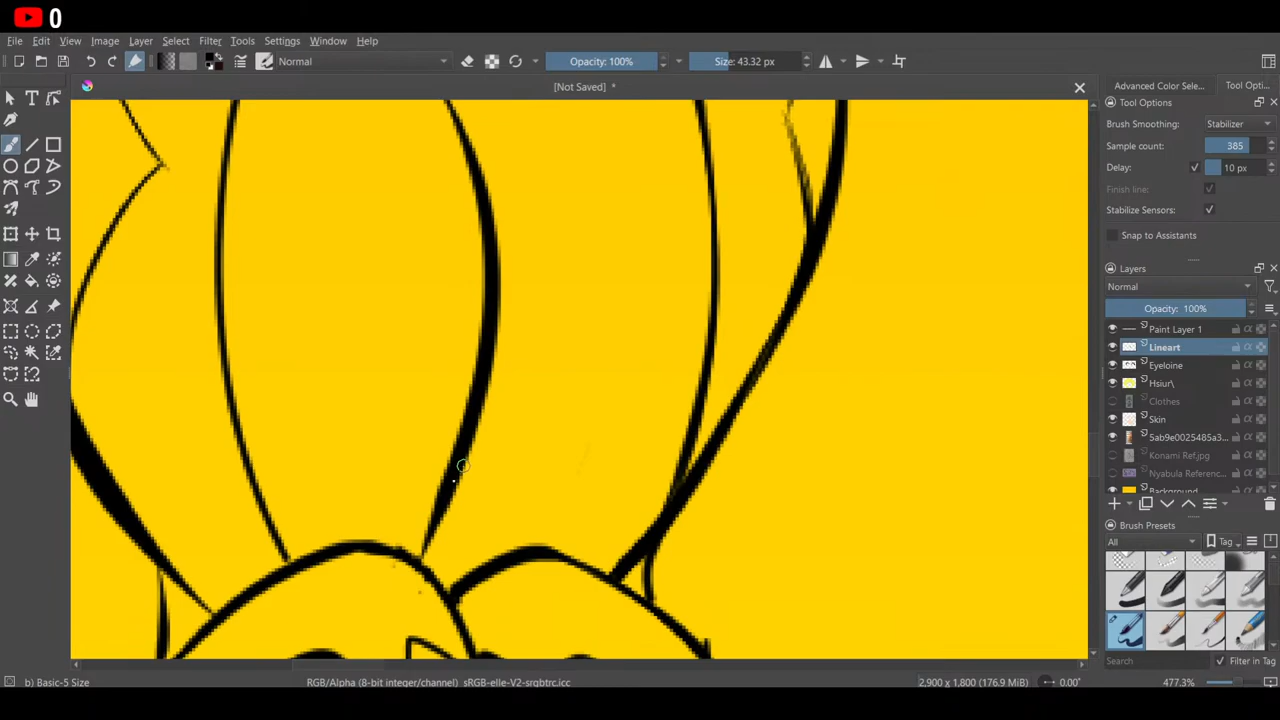 0
File Edit View Image Layer Select Filter Tools Settings Window Help
Normal Opacity: 100% Size: 43.32 px
[Not Saved] *
Advanced Color Sele... Tool Opti...
Tool Options
Brush Smoothing: Stabilizer
Sample count: 385
Delay: 10 px
Finish line:
Stabilize Sensors:
Snap to Assistants
Layers
Normal
Opacity: 100%
Paint Layer 1
Lineart
Eyeloine
Hsiur\
Clothes
Skin
5ab9e0025485a3...
Konami Ref.jpg
Nyabula Referenc...
Background
Brush Presets
All Tag
Search Filter in Tag
b) Basic-5 Size RGB/Alpha (8-bit integer/channel) sRGB-elle-V2-srgbtrc.icc 2,900 x 1,800 (176.9 MiB) 0.00° 477.3%